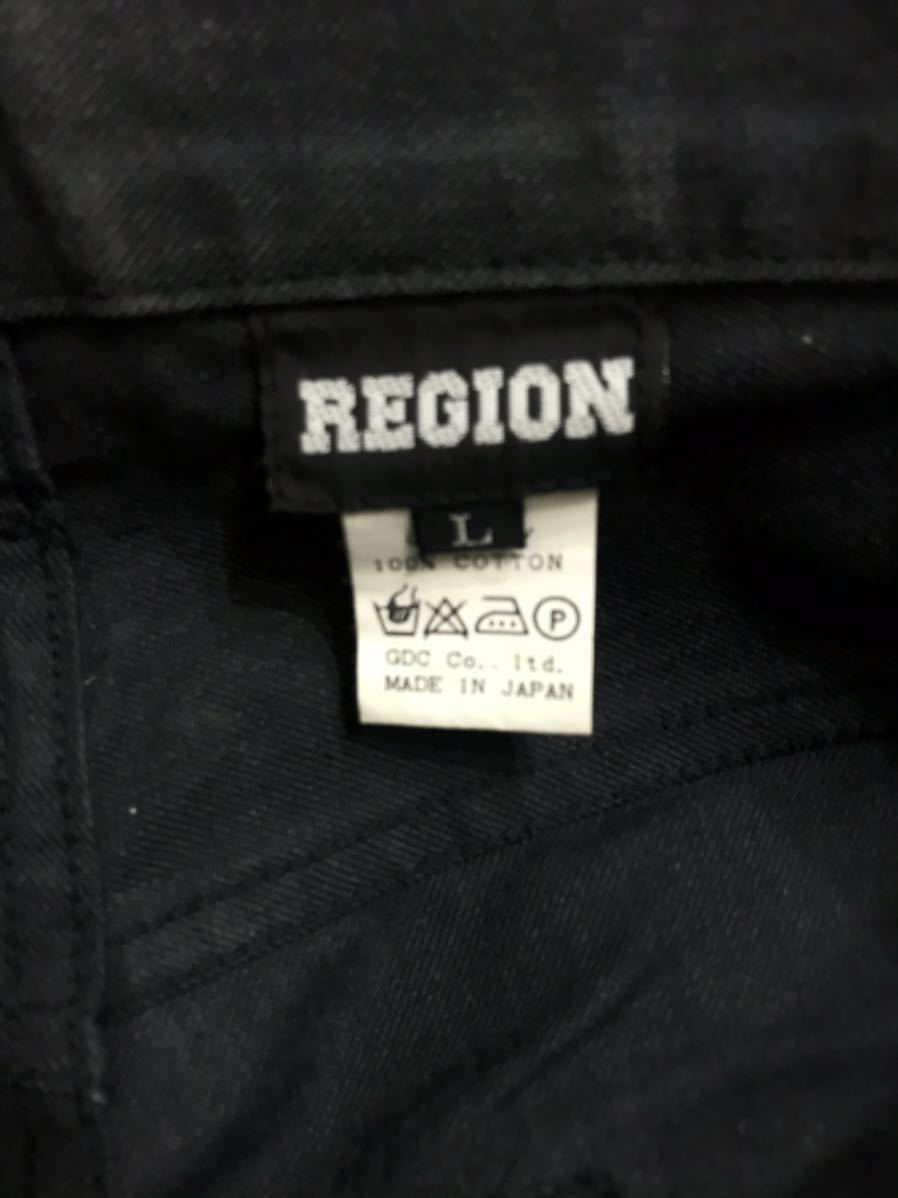 REGION
L
100% COTTON
P
GDC Co., ltd.
MADE IN JAPAN